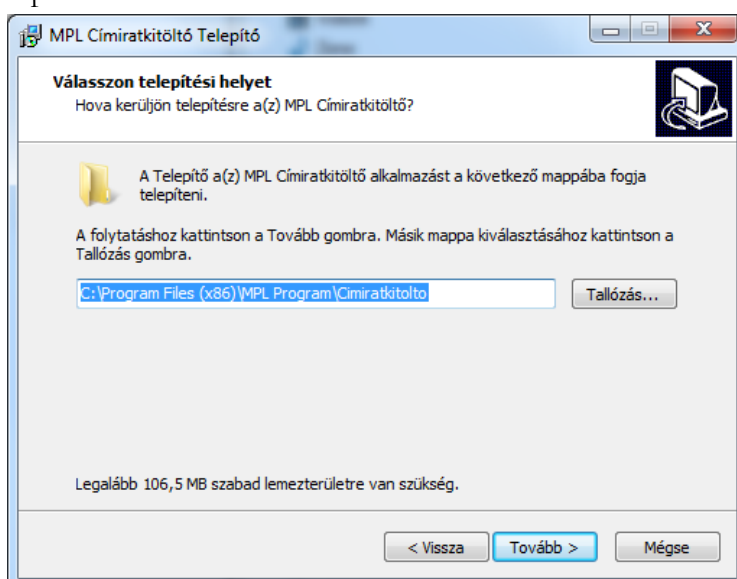 MPL Címiratkitöltő Telepítő
Válasszon telepítési helyet
Hova kerüljön telepítésre a(z) MPL Címiratkitöltő?
A Telepítő a(z) MPL Címiratkitöltő alkalmazást a következő mappába fogja
telepíteni.
A folytatáshoz kattintson a Tovább gombra. Másik mappa kiválasztásához kattintson a
Tallózás gombra.
C:\Program Files (x86)\MPL Program\Cimiratkitolto
Tallózás...
Legalább 106,5 MB szabad lemezterületre van szükség.
< Vissza Tovább > Mégse